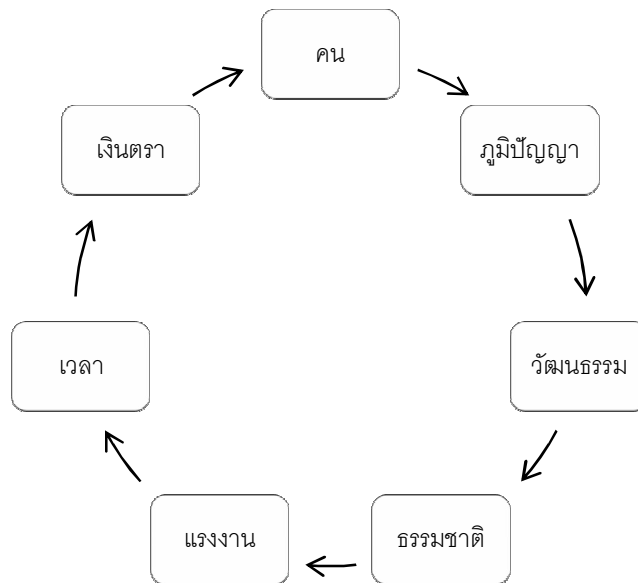 คน
ภูมิปัญญา
วัฒนธรรม
ธรรมชาติ
แรงงาน
เวลา
เงินตรา